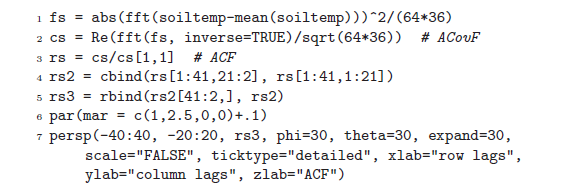 1 fs = abs(fft(soiltemp-mean(soiltemp)))^2/(64*36)
2 cs = Re(fft(fs, inverse=TRUE)/sqrt(64*36)) # ACovF
3 rs = cs/cs[1,1] # ACF
4 rs2 = cbind(rs[1:41,21:2], rs[1:41,1:21])
5 rs3 = rbind(rs2[41:2,], rs2)
6 par(mar = c(1,2.5,0,0)+.1)
7 persp(-40:40, -20:20, rs3, phi=30, theta=30, expand=30,
scale="FALSE", ticktype="detailed", xlab="row lags",
ylab="column lags", zlab="ACF")